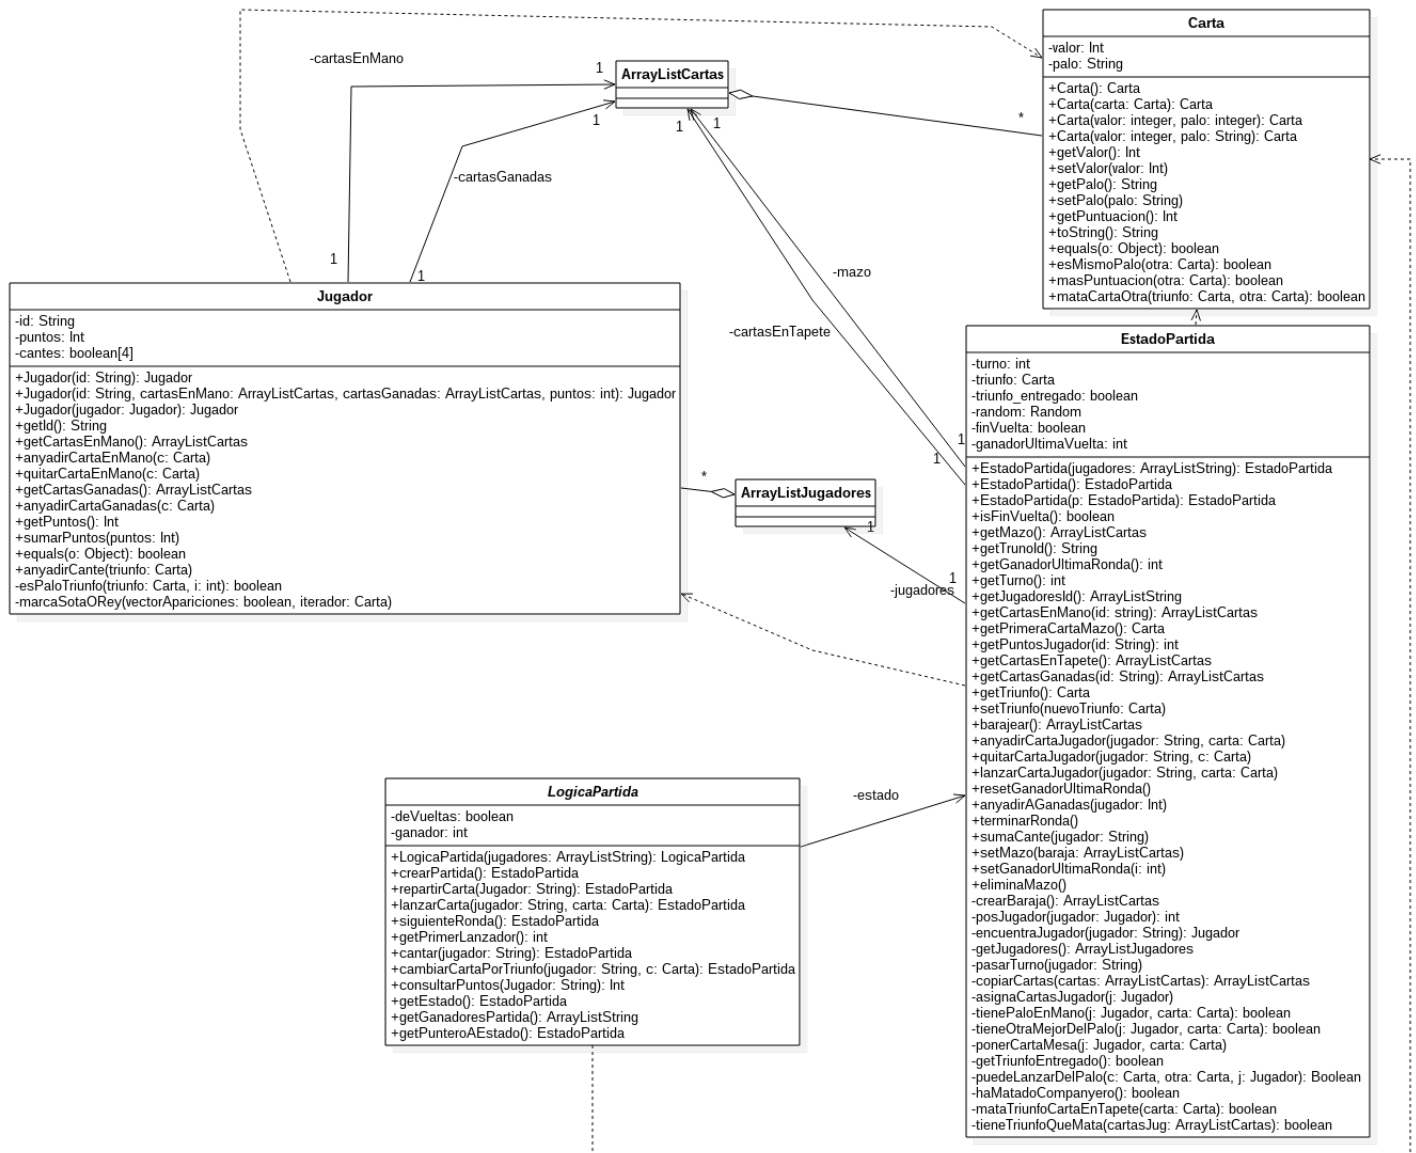 Carta
-valor: Int
-palo: String
+Carta(): Carta
+Carta(carta: Carta): Carta
+Carta(valor: integer, palo: integer): Carta
+Carta(valor: integer, palo: String): Carta
+getValor(): Int
+setValor(valor: Int)
+getPalo(): String
+setPalo(palo: String)
+getPuntuacion(): Int
+toString(): String
+equals(o: Object): boolean
+esMismoPalo(otra: Carta): boolean
+masPuntuacion(otra: Carta): boolean
+mataCartaOtra(triunfo: Carta, otra: Carta): boolean
-cartasEnMano
1
ArrayListCartas
1
1
1
*
-cartasGanadas
-mazo
-cartasEnTapete
1
1
Jugador
-id: String
-puntos: Int
-cantes: boolean[4]
+Jugador(id: String): Jugador
+Jugador(id: String, cartasEnMano: ArrayListCartas, cartasGanadas: ArrayListCartas, puntos: int): Jugador
+Jugador(jugador: Jugador): Jugador
+getId(): String
+getCartasEnMano(): ArrayListCartas
+anyadirCartaEnMano(c: Carta)
+quitarCartaEnMano(c: Carta)
+getCartasGanadas(): ArrayListCartas
+anyadirCartaGanadas(c: Carta)
+getPuntos(): Int
+sumarPuntos(puntos: Int)
+equals(o: Object): boolean
+anyadirCante(triunfo: Carta)
-esPaloTriunfo(triunfo: Carta, i: int): boolean
-marcaSotaORey(vectorApariciones: boolean, iterador: Carta)
1
1
*
ArrayListJugadores
1
1
-jugadores
EstadoPartida
-turno: int
-triunfo: Carta
-triunfo_entregado: boolean
-random: Random
-finVuelta: boolean
-ganadorUltimaVuelta: int
+EstadoPartida(jugadores: ArrayListString): EstadoPartida
+EstadoPartida(): EstadoPartida
+EstadoPartida(p: EstadoPartida): EstadoPartida
+isFinVuelta(): boolean
+getMazo(): ArrayListCartas
+getTrunoId(): String
+getGanadorUltimaRonda(): int
+getTurno(): int
+getJugadoresId(): ArrayListString
+getCartasEnMano(id: string): ArrayListCartas
+getPrimeraCartaMazo(): Carta
+getPuntosJugador(id: String): int
+getCartasEnTapete(): ArrayListCartas
+getCartasGanadas(id: String): ArrayListCartas
+getTriunfo(): Carta
+setTriunfo(nuevoTriunfo: Carta)
+barajear(): ArrayListCartas
+anyadirCartaJugador(jugador: String, carta: Carta)
+quitarCartaJugador(jugador: String, c: Carta)
+lanzarCartaJugador(jugador: String, carta: Carta)
+resetGanadorUltimaRonda()
+anyadirAGanadas(jugador: Int)
+terminarRonda()
+sumaCante(jugador: String)
+setMazo(baraja: ArrayListCartas)
+setGanadorUltimaRonda(i: int)
+eliminaMazo()
-crearBaraja(): ArrayListCartas
-posJugador(jugador: Jugador): int
-encuentraJugador(jugador: String): Jugador
-getJugadores(): ArrayListJugadores
-pasarTurno(jugador: String)
-copiarCartas(cartas: ArrayListCartas): ArrayListCartas
-asignaCartasJugador(j: Jugador)
-tienePaloEnMano(j: Jugador, carta: Carta): boolean
-tieneOtraMejorDelPalo(j: Jugador, carta: Carta): boolean
-ponerCartaMesa(j: Jugador, carta: Carta)
-getTriunfoEntregado(): boolean
-puedeLanzarDelPalo(c: Carta, otra: Carta, j: Jugador): Boolean
-haMatadoCompanyero(): boolean
-mataTriunfoCartaEnTapete(carta: Carta): boolean
-tieneTriunfoQueMata(cartasJug: ArrayListCartas): boolean
-estado
LogicaPartida
-deVueltas: boolean
-ganador: int
+LogicaPartida(jugadores: ArrayListString): LogicaPartida
+crearPartida(): EstadoPartida
+repartirCarta(Jugador: String): EstadoPartida
+lanzarCarta(jugador: String, carta: Carta): EstadoPartida
+siguienteRonda(): EstadoPartida
+getPrimerLanzador(): int
+cantar(jugador: String): EstadoPartida
+cambiarCartaPorTriunfo(jugador: String, c: Carta): EstadoPartida
+consultarPuntos(Jugador: String): Int
+getEstado(): EstadoPartida
+getGanadoresPartida(): ArrayListString
+getPunteroAEstado(): EstadoPartida